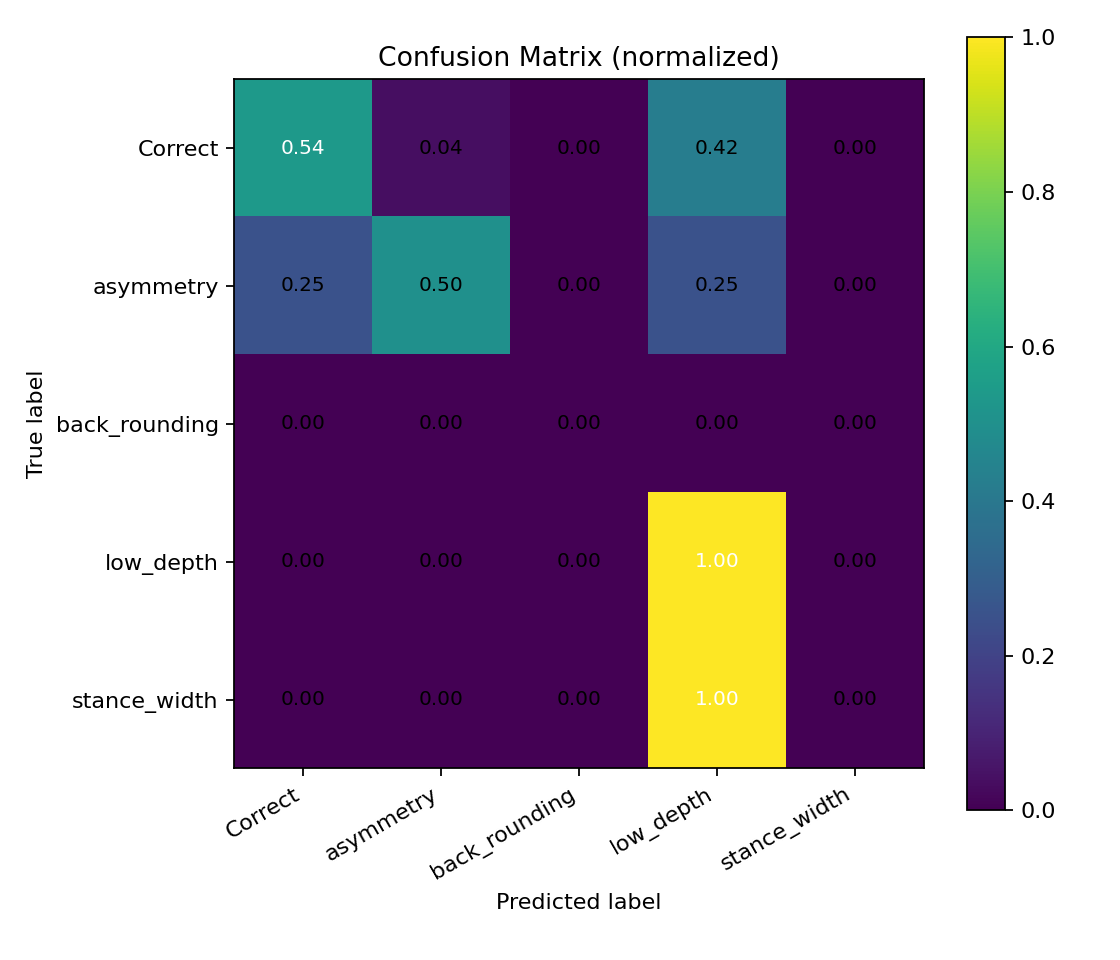 Confusion Matrix (normalized)
1.0
0.8
0.6
0.4
0.2
0.0
True label
Correct 0.54 0.04 0.00 0.42 0.00
asymmetry 0.25 0.50 0.00 0.25 0.00
back_rounding 0.00 0.00 0.00 0.00 0.00
low_depth 0.00 0.00 0.00 1.00 0.00
stance_width 0.00 0.00 0.00 1.00 0.00
Correct asymmetry back_rounding low_depth stance_width
Predicted label